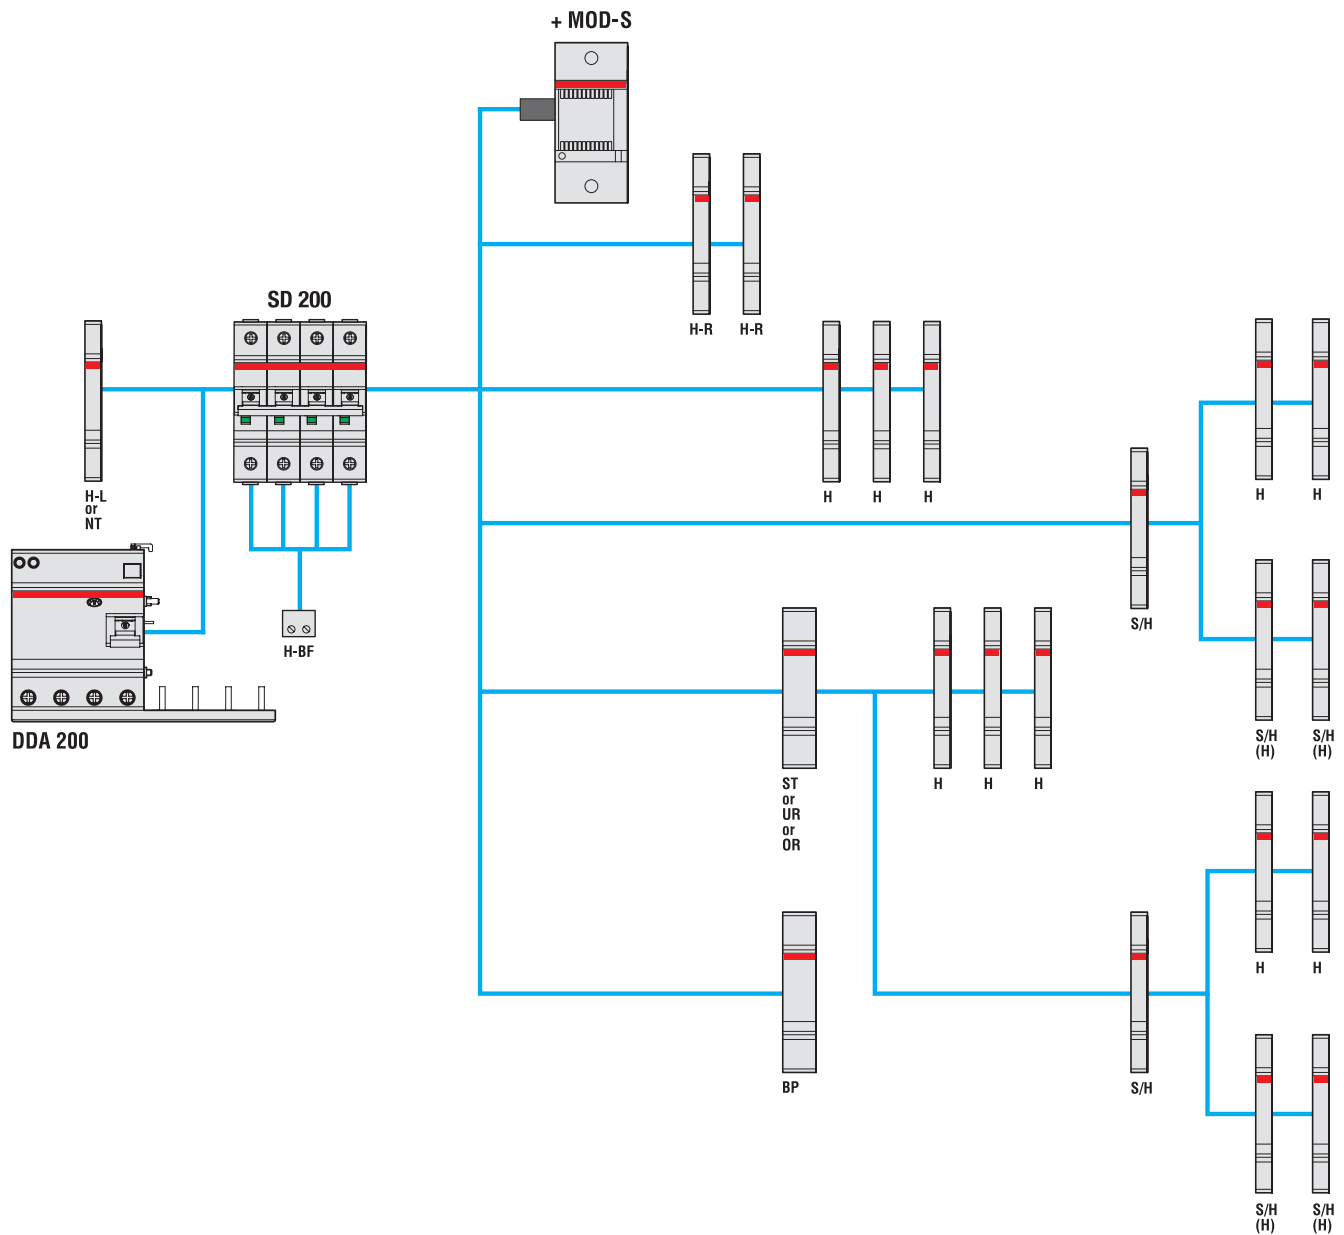 + MOD-S
H-R
H-R
SD 200
H-L
or
NT
H
H
H
H
H
S/H
H-BF
DDA 200
S/H
(H)
S/H
(H)
ST
or
UR
or
OR
H
H
H
H
H
BP
S/H
S/H
(H)
S/H
(H)